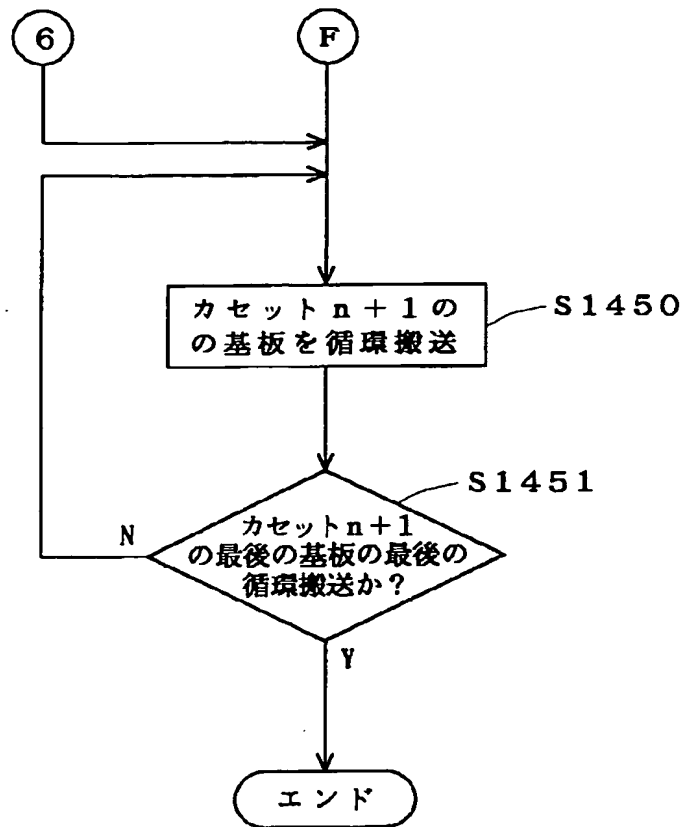 6
F
カセットn+1の
の基板を循環搬送
S1450
S1451
カセットn+1
の最後の基板の最後の
循環搬送か?
N
Y
エンド